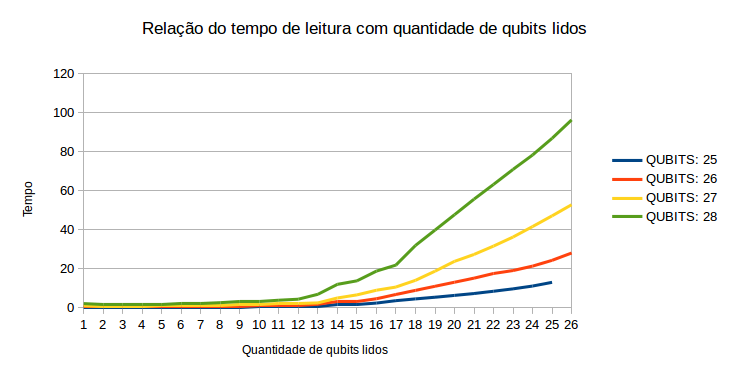 Relação do tempo de leitura com quantidade de qubits lidos
120
100
80
60
40
20
0
Tempo
1 2 3 4 5 6 7 8 9 10 11 12 13 14 15 16 17 18 19 20 21 22 23 24 25 26
Quantidade de qubits lidos
QUBITS: 25
QUBITS: 26
QUBITS: 27
QUBITS: 28